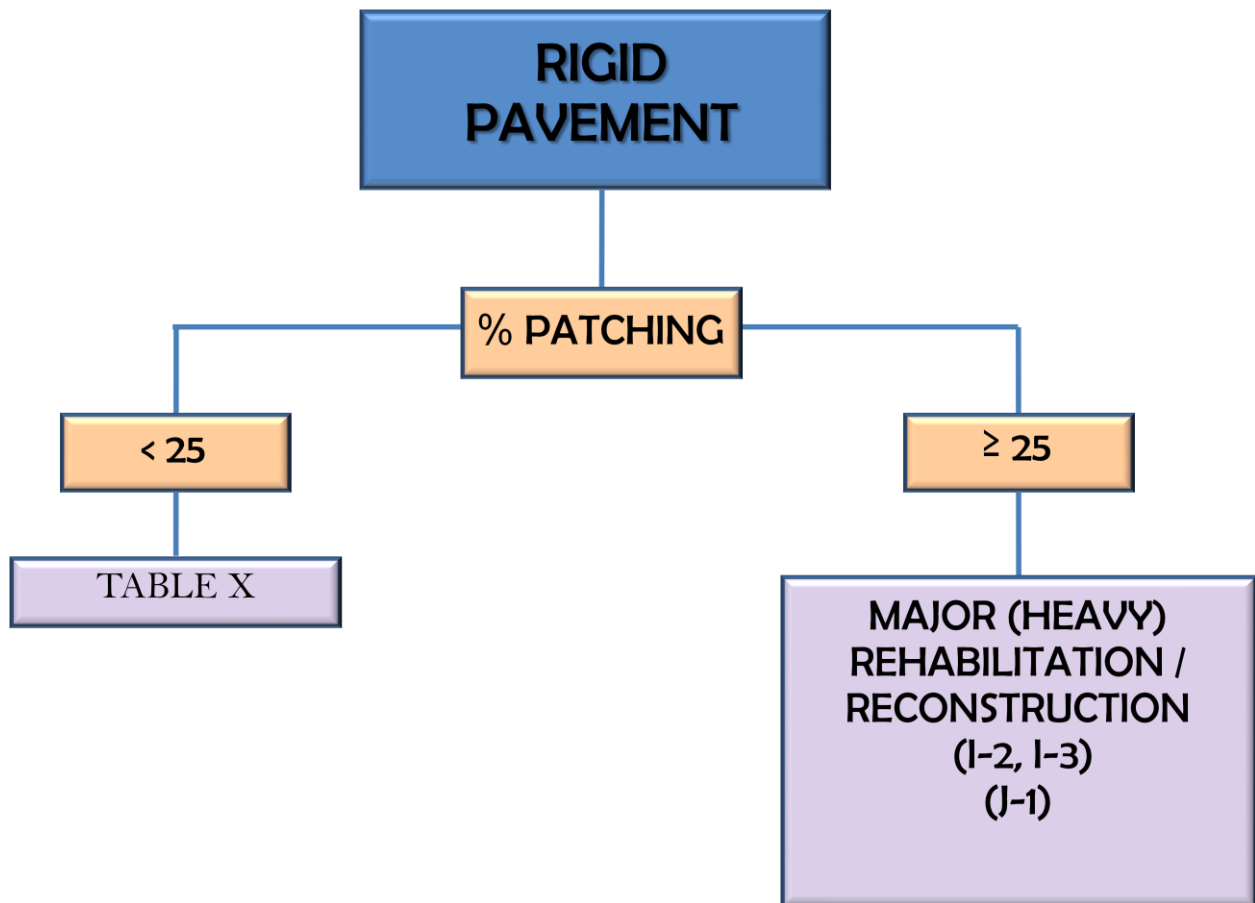 RIGID
PAVEMENT
% PATCHING
< 25
≥ 25
TABLE X
MAJOR (HEAVY)
REHABILITATION /
RECONSTRUCTION
(I-2, I-3)
(J-1)